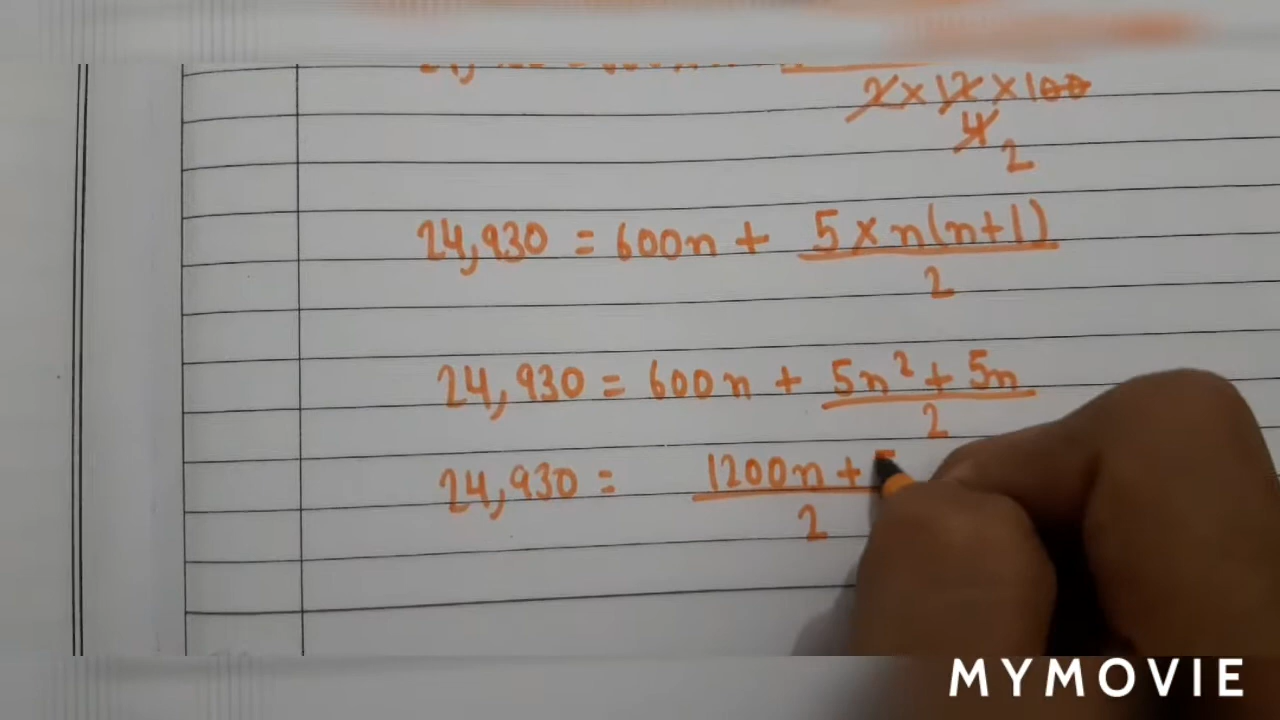 2 × 12 × 100
4
2
24,930 = 600n + 5 × n(n+1)
2
24,930 = 600n + 5n² + 5n
2
24,930 = 1200n + 5
2
MYMOVIE